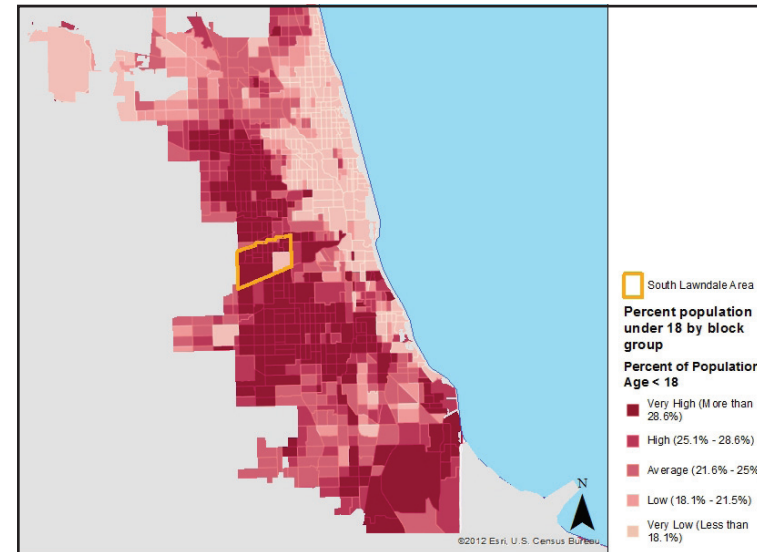 South Lawndale Area
Percent population
under 18 by block
group
Percent of Population
Age < 18
Very High (More than
28.6%)
High (25.1% - 28.6%)
Average (21.6% - 25%
Low (18.1% - 21.5%)
Very Low (Less than
18.1%)
N
©2012 Esri, U.S. Census Bureau